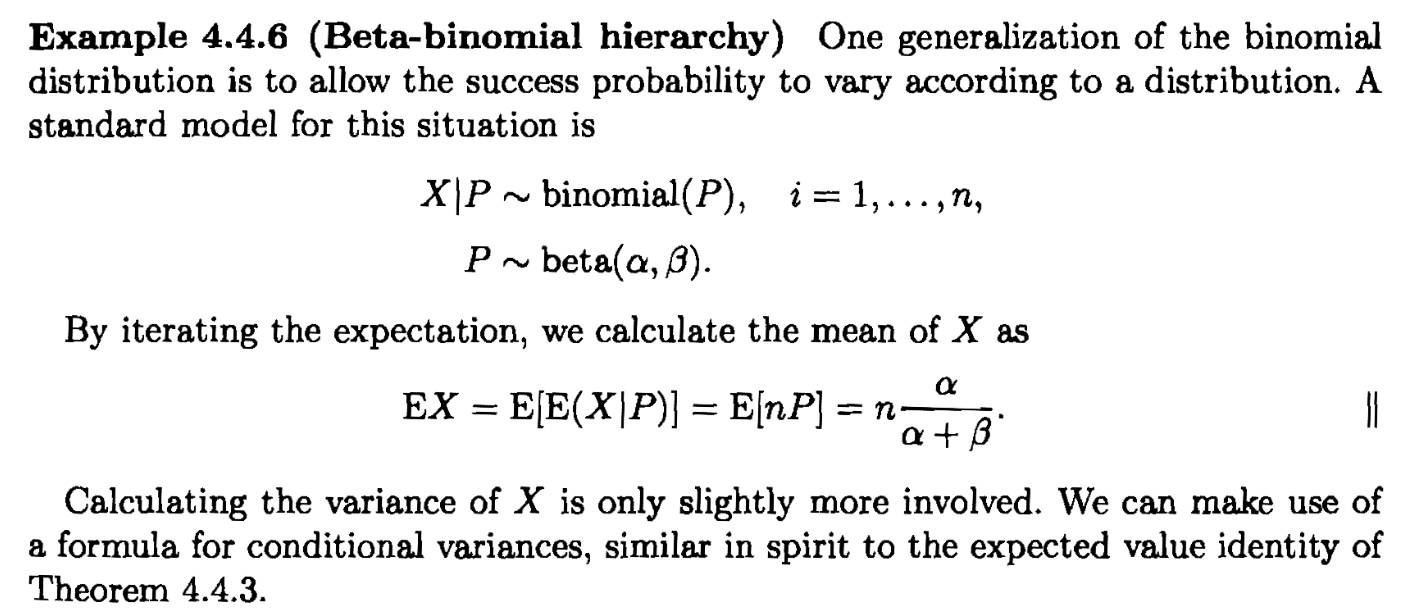 Example 4.4.6 (Beta-binomial hierarchy) One generalization of the binomial
distribution is to allow the success probability to vary according to a distribution. A
standard model for this situation is
X|P ∼ binomial(P), i = 1, . . . , n,
P ∼ beta(α, β).
By iterating the expectation, we calculate the mean of X as
EX = E[E(X|P)] = E[nP] = n α/(α + β). ||
Calculating the variance of X is only slightly more involved. We can make use of
a formula for conditional variances, similar in spirit to the expected value identity of
Theorem 4.4.3.